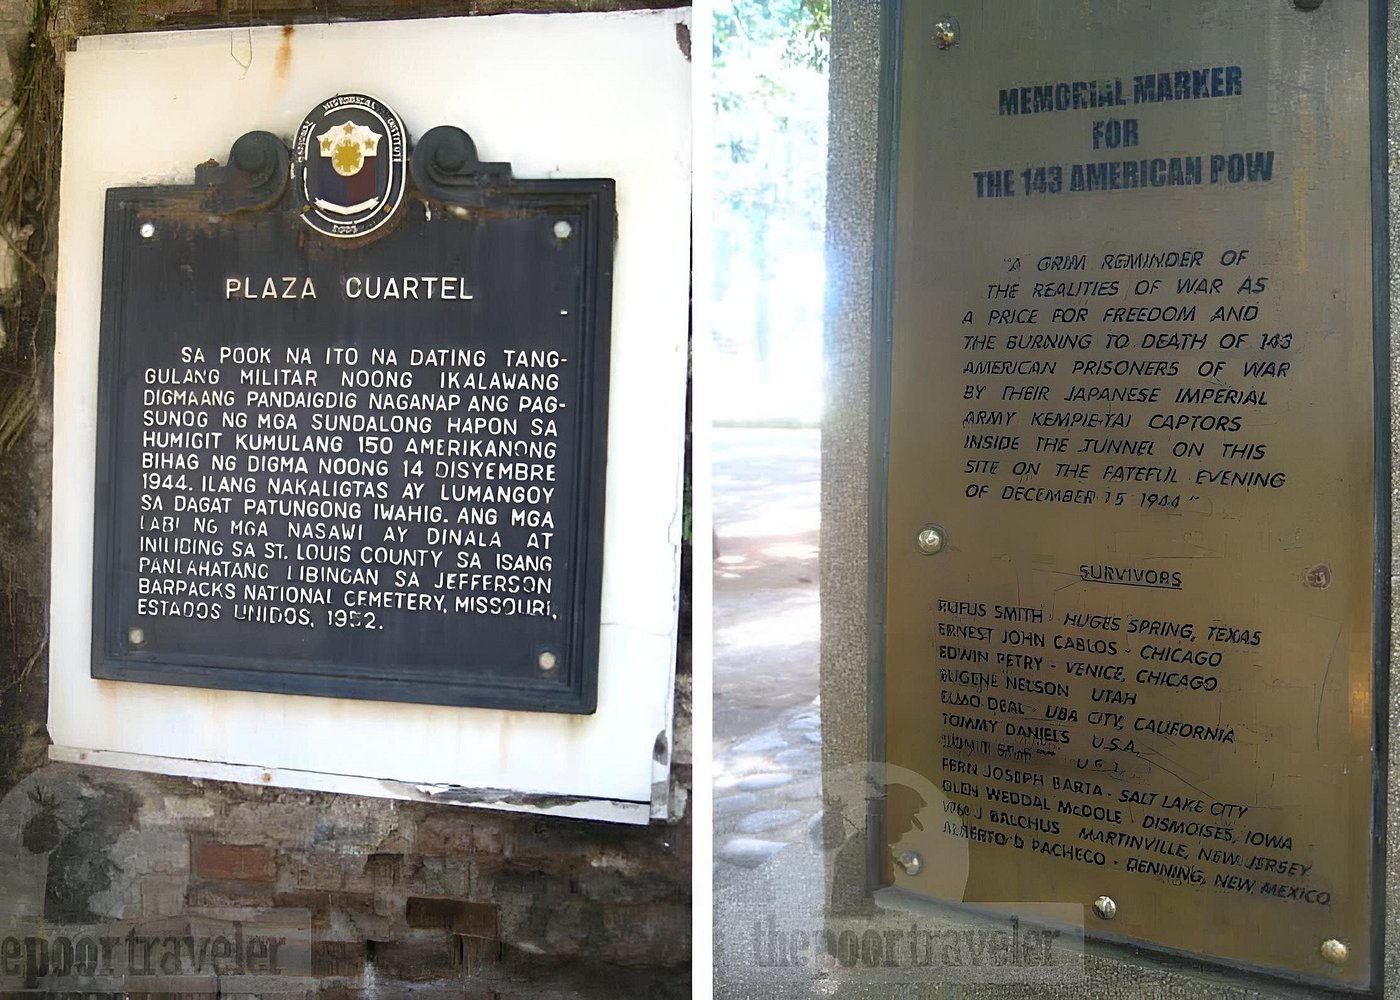 PLAZA CUARTEL
SA POOK NA ITO NA DATING TANG-
GULANG MILITAR NOONG IKALAWANG
DIGMAANG PANDAIGDIG NAGANAP ANG PAG-
SUNOG NG MGA SUNDALONG HAPON SA
HUMIGIT KUMULANG 150 AMERIKANONG
BIHAG NG DIGMA NOONG 14 DISYEMBRE
1944. ILANG NAKALIGTAS AY LUMANGOY
SA DAGAT PATUNGONG IWAHIG. ANG MGA
LABI NG MGA NASAWI AY DINALA AT
INILIBING SA ST. LOUIS COUNTY SA ISANG
PANLAHATANG LIBINGAN SA JEFFERSON
BARPACKS NATIONAL CEMETERY, MISSOURI,
ESTADOS UNIDOS, 1952.
thepoortraveler
MEMORIAL MARKER
FOR
THE 143 AMERICAN POW
"A GRIM REMINDER OF
THE REALITIES OF WAR AS
A PRICE FOR FREEDOM AND
THE BURNING TO DEATH OF 143
AMERICAN PRISONERS OF WAR
BY THEIR JAPANESE IMPERIAL
ARMY KEMPIE-TAI CAPTORS
INSIDE THE TUNNEL ON THIS
SITE ON THE FATEFUL EVENING
OF DECEMBER 15 1944"
SURVIVORS
RUFUS SMITH - HUGES SPRING, TEXAS
ERNEST JOHN CABLOS - CHICAGO
EDWIN PETRY - VENICE, CHICAGO
EUGENE NELSON UTAH
ELMO DEAL - UBA CITY, CALIFORNIA
TOMMY DANIELS U.S.A.
FERN JOSEPH BARTA - SALT LAKE CITY
GLEN WEDDAL McDOLE DISMOISES, IOWA
BALCHUS MARTINVILLE, NEW JERSEY
ALBERTO D PACHECO - DENNING, NEW MEXICO
thepoortraveler